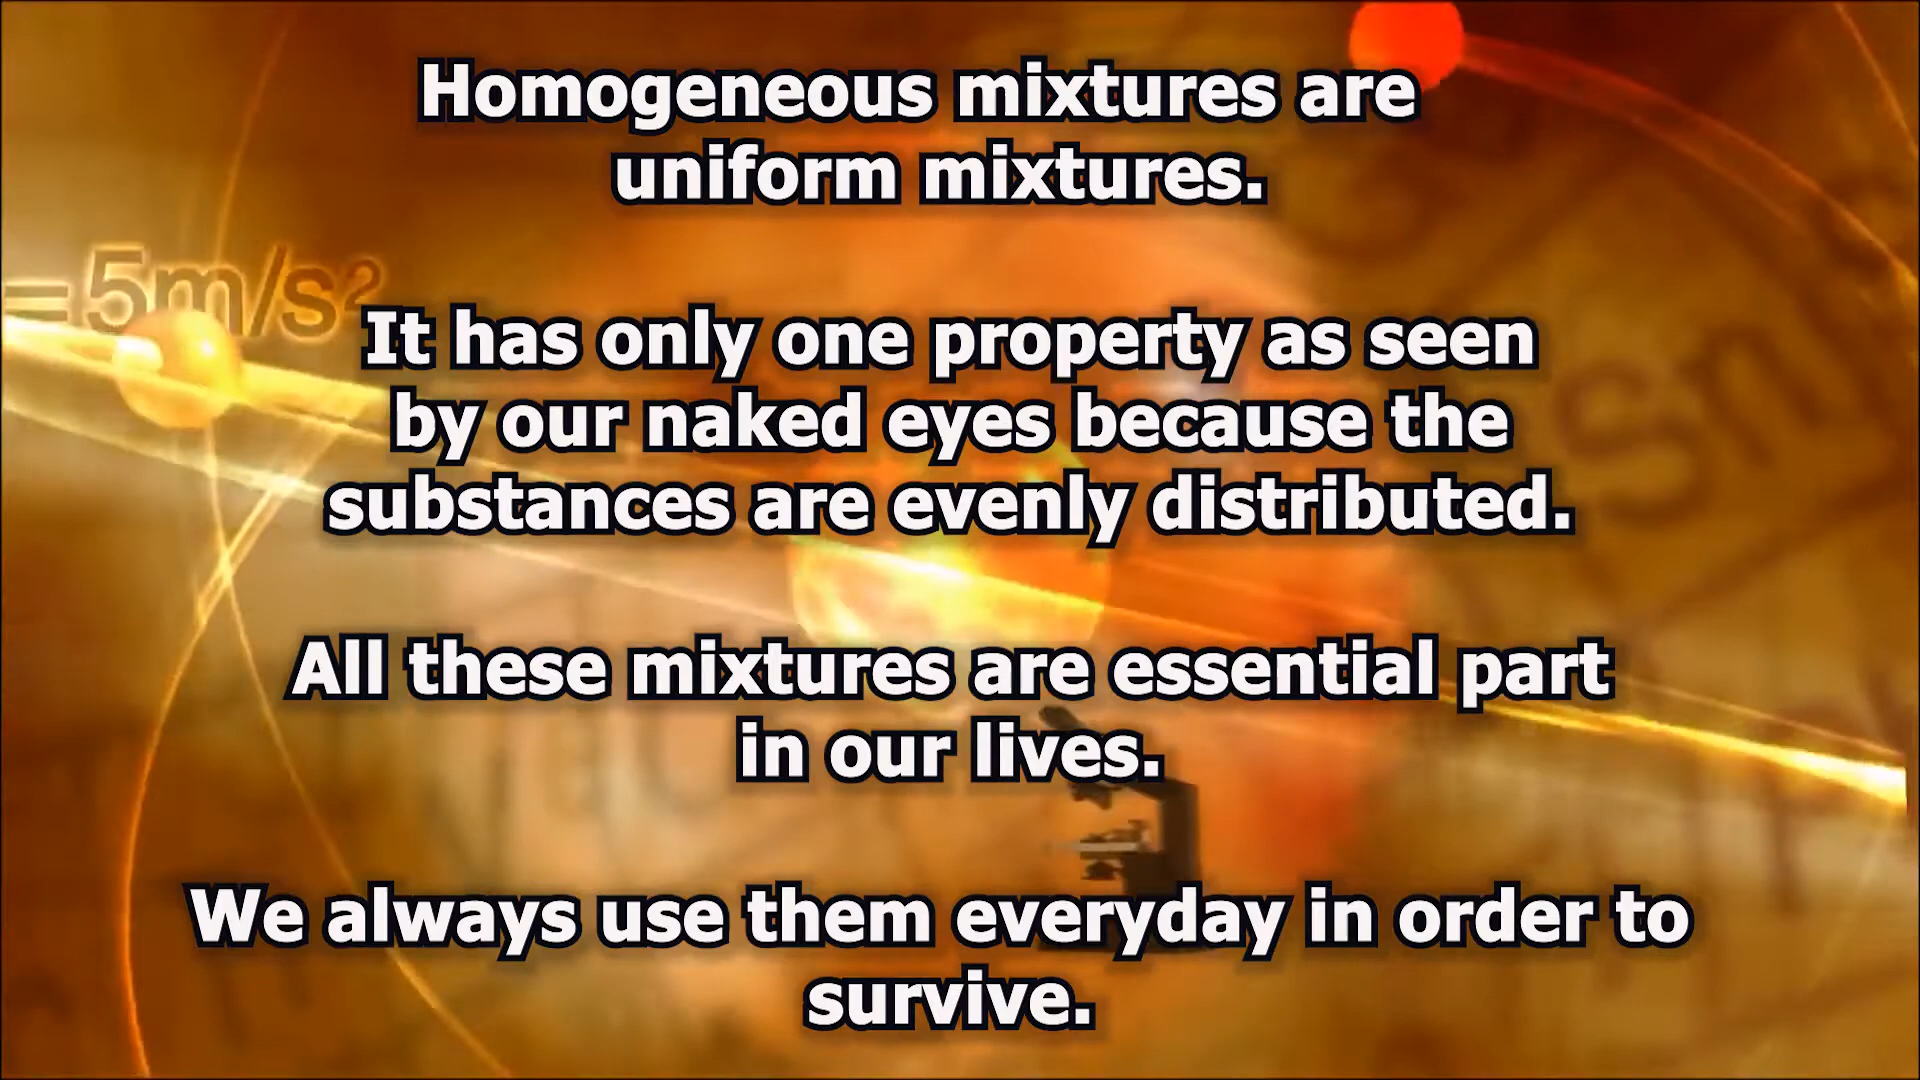 Homogeneous mixtures are
uniform mixtures.
=5m/s²
It has only one property as seen
by our naked eyes because the
substances are evenly distributed.
All these mixtures are essential part
in our lives.
We always use them everyday in order to
survive.